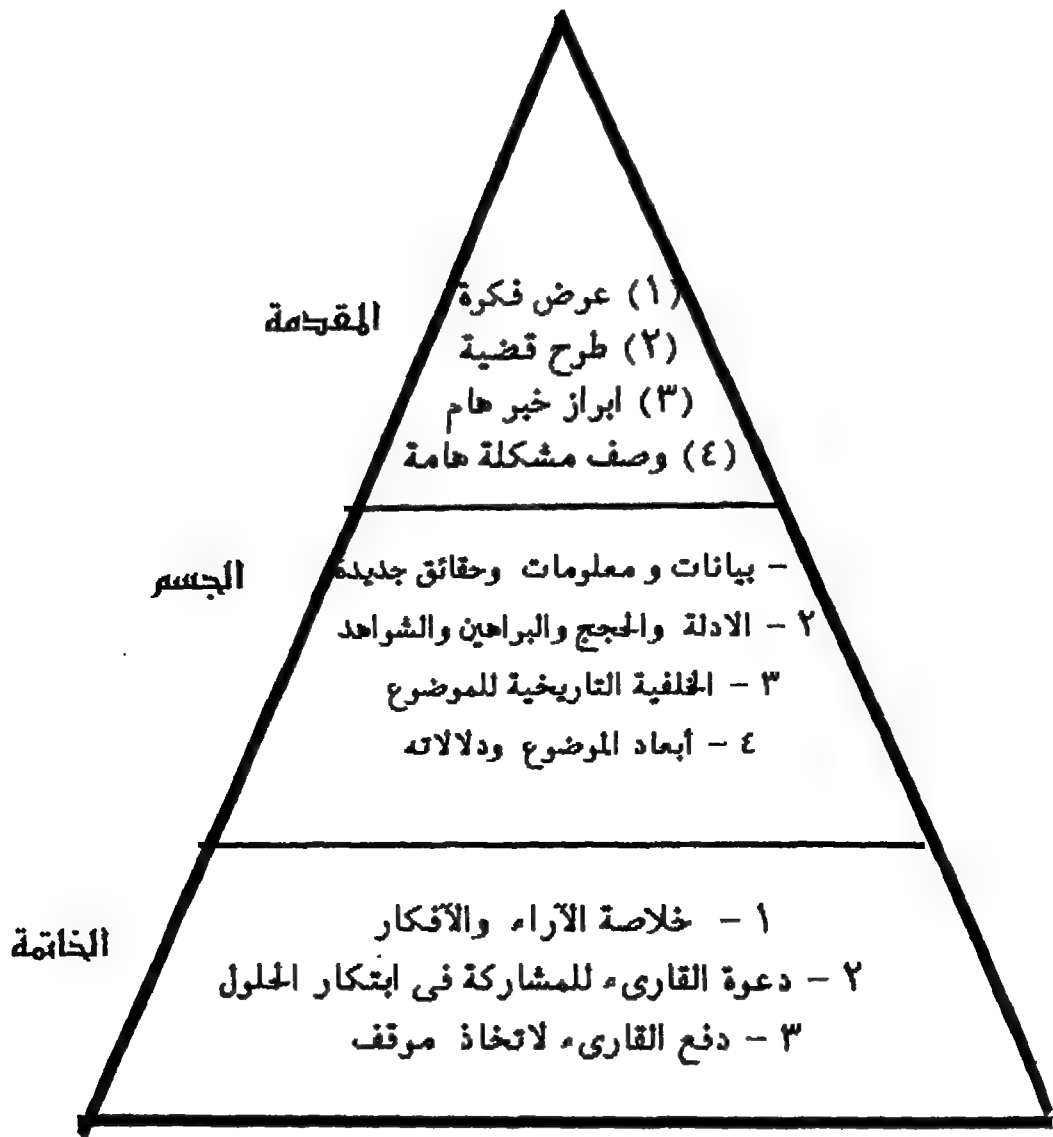 المقدمة
(١) عرض فكرة
(٢) طرح قضية
(٣) ابراز خبر هام
(٤) وصف مشكلة هامة
الجسم
- بيانات و معلومات وحقائق جديدة
٢ - الادلة والحجج والبراهين والشواهد
٣ - الخلفية التاريخية للموضوع
٤ - أبعاد الموضوع ودلالاته
الخاتمة
١ - خلاصة الآراء والآفكار
٢ - دعوة القارىء للمشاركة فى ابتكار الحلول
٣ - دفع القارىء لاتخاذ موقف